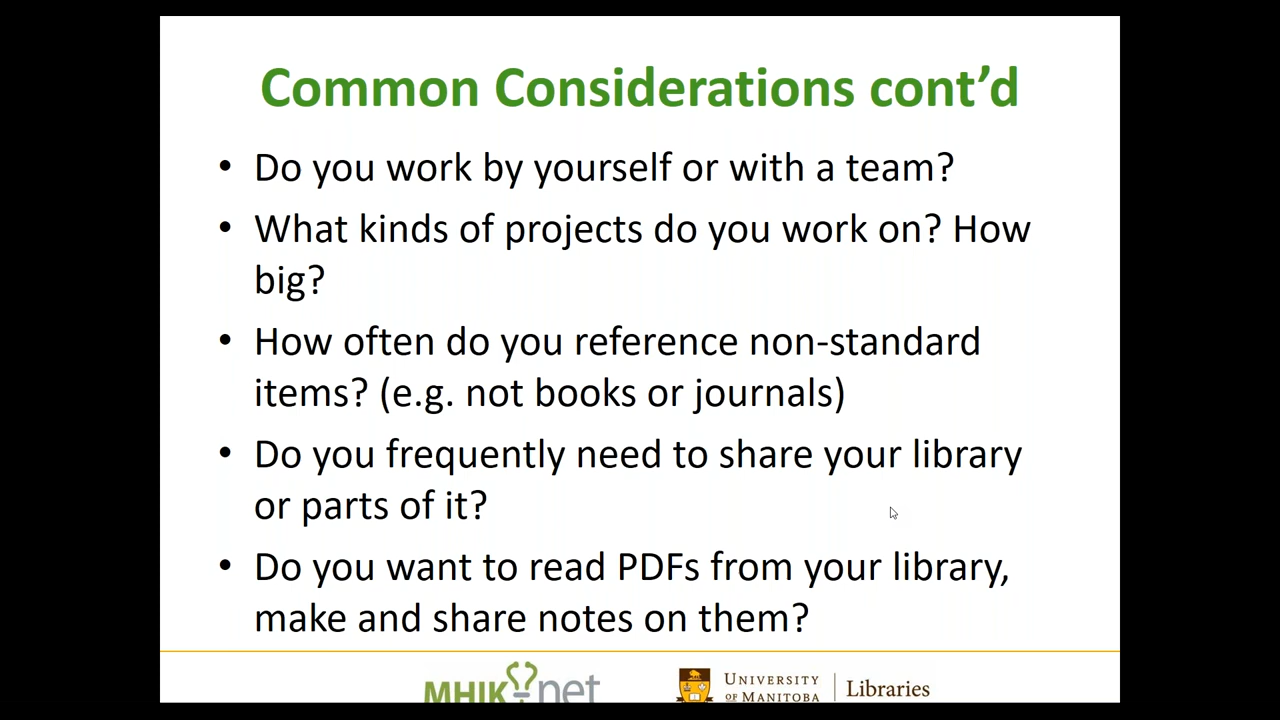 Common Considerations cont’d
• Do you work by yourself or with a team?
• What kinds of projects do you work on? How
big?
• How often do you reference non-standard
items? (e.g. not books or journals)
• Do you frequently need to share your library
or parts of it?
• Do you want to read PDFs from your library,
make and share notes on them?
MHIK net
UNIVERSITY
OF MANITOBA
Libraries